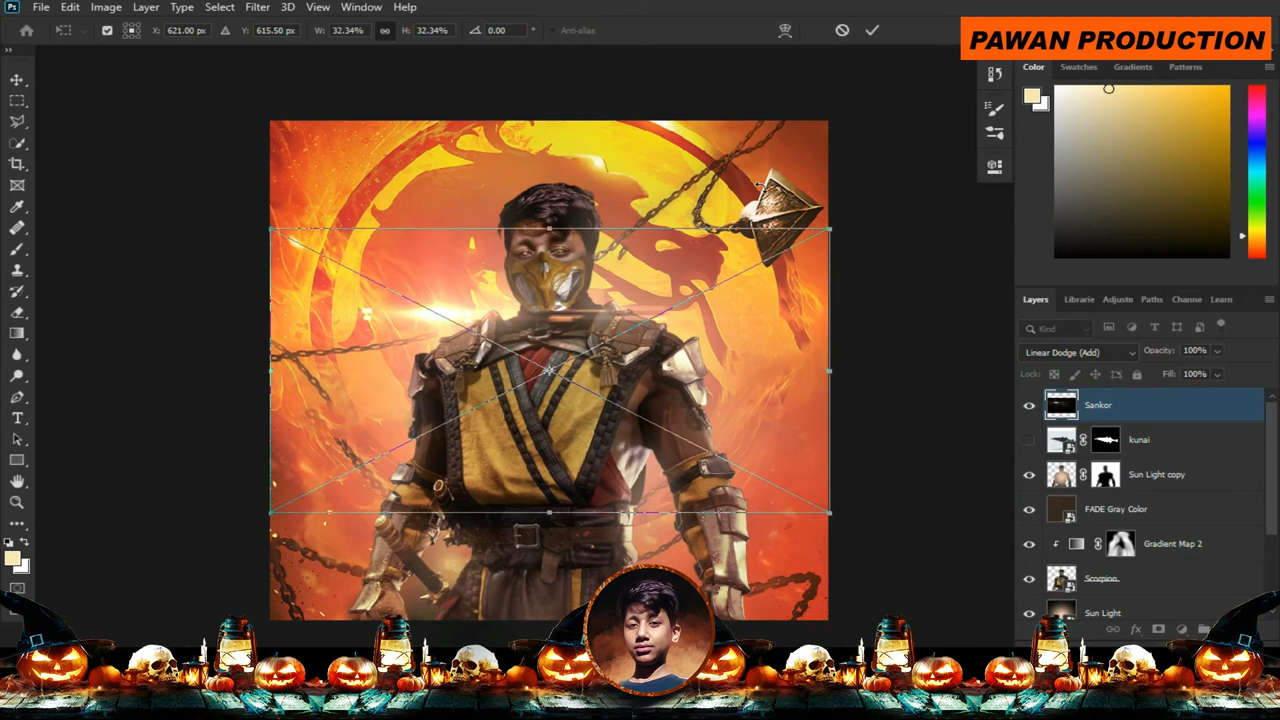 Ps File Edit Image Layer Type Select Filter 3D View Window Help
X: 621.00 px Y: 615.50 px W: 32.34% H: 32.34% 0.00 ° Anti-alias
PAWAN PRODUCTION
Color Swatches Gradients Patterns
Layers Librarie Adjustm Paths Channe Learn
Kind
Linear Dodge (Add) Opacity: 100%
Lock: Fill: 100%
Sankor
kunai
Sun Light copy
FADE Gray Color
Gradient Map 2
Scorpion
Sun Light
fx